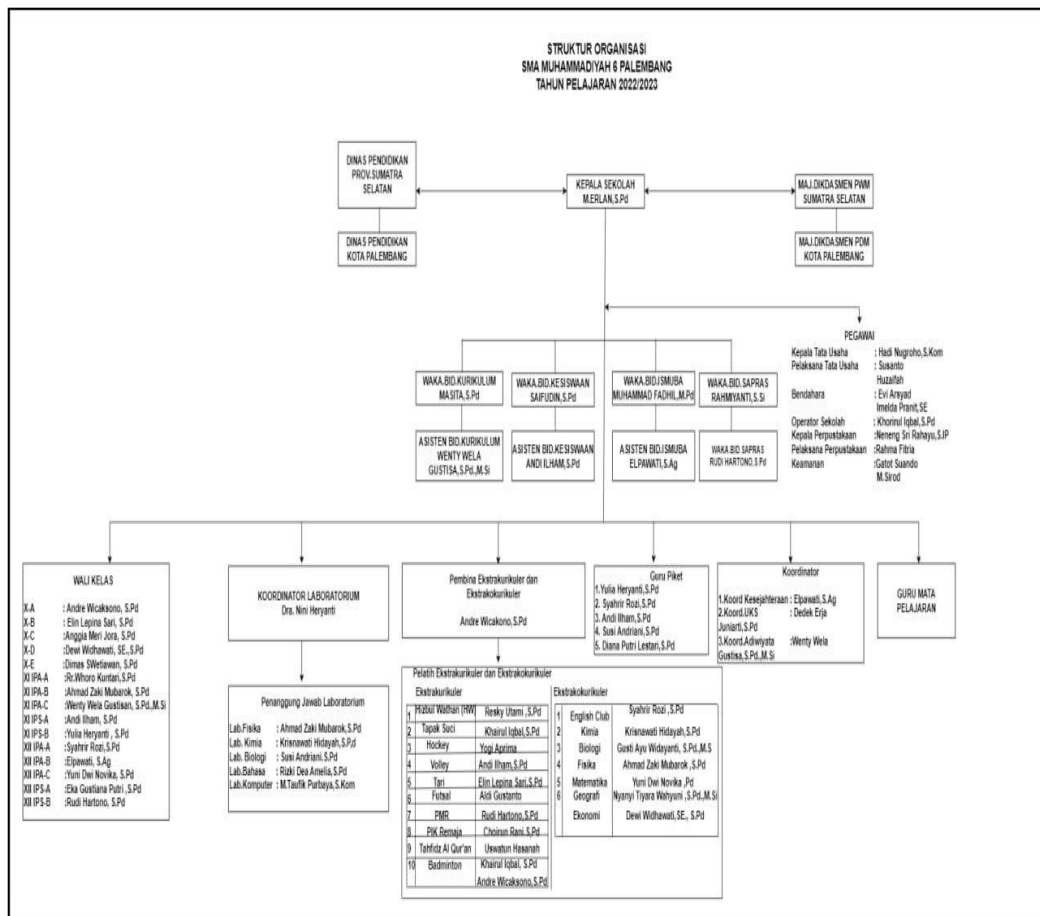 STRUKTUR ORGANISASI
SMA MUHAMMADIYAH 6 PALEMBANG
TAHUN PELAJARAN 2022/2023
DINAS PENDIDIKAN
PROV.SUMATRA
SELATAN
KEPALA SEKOLAH
M.ERLAN,S.Pd
MAJ.DIKDASMEN PWM
SUMATRA SELATAN
DINAS PENDIDIKAN
KOTA PALEMBANG
MAJ.DIKDASMEN PDM
KOTA PALEMBANG
PEGAWAI
Kepala Tata Usaha : Hadi Nugroho,S.Kom
Pelaksana Tata Usaha : Susanto
Huzaifah
Bendahara : Evi Arayad
Imelda Pranit,SE
Operator Sekolah : Khorirul Iqbal,S.Pd
Kepala Perpustakaan :Neneng Sri Rahayu,S.IP
Pelaksana Perpustakaan :Rahma Fitria
Keamanan :Gatot Suando
M.Sirod
WAKA.BID.KURIKULUM
MASITA,S.Pd
WAKA.BID.KESISWAAN
SAIFUDIN,S.Pd
WAKA.BID.ISMUBA
MUHAMMAD FADHIL,M.Pd
WAKA.BID.SAPRAS
RAHMIYANTI,S.Si
ASISTEN BID.KURIKULUM
WENTY WELA
GUSTISA,S.Pd.,M.Si
ASISTEN BID.KESISWAAN
ANDI ILHAM,S.Pd
ASISTEN BID.ISMUBA
ELPAWATI,S.Ag
WAKA.BID.SAPRAS
RUDI HARTONO,S.Pd
WALI KELAS
X-A : Andre Wicaksono, S.Pd
X-B : Elin Lepina Sari, S.Pd
X-C :Anggia Meri Jora, S.Pd
X-D :Dewi Widhawati, SE., S.Pd
X-E :Dimas SWetiawan, S.Pd
XI IPA-A :Rr.Whoro Kuntari,S.Pd
XI IPA-B :Ahmad Zaki Mubarok, S.Pd
XI IPA-C :Wenty Wela Gustisan, S.Pd.,M.Si
XI IPS-A :Andi Ilham, S.Pd
XI IPS-B :Yulia Heryanti , S.Pd
XII IPA-A :Syahrir Rozi,S.Pd
XII IPA-B :Elpawati, S.Ag
XII IPA-C :Yuni Dwi Novika, S.Pd
XII IPS-A :Eka Gustiana Putri , S.Pd
XII IPS-B :Rudi Hartono, S.Pd
KOORDINATOR LABORATORIUM
Dra. Nini Heryanti
Penanggung Jawab Laboratorium
Lab.Fisika : Ahmad Zaki Mubarok,S.Pd
Lab. Kimia : Krisnawati Hidayah,S.P,d
Lab. Biologi : Susi Andriani.S.Pd
Lab.Bahasa : Rizki Dea Amelia,S.Pd
Lab.Komputer : M.Taufik Purbaya,S.Kom
Pembina Ekstrakurikuler dan
Ekstrakokurikuler
Andre Wicakono,S.Pd
Guru Piket
1.Yulia Heryanti,S.Pd
2. Syahrir Rozi,S.Pd
3. Andi Ilham,S.Pd
4. Susi Andriani,S.Pd
5. Diana Putri Lestari,S.Pd
Koordinator
1.Koord Kesejahteraan : Elpawati,S.Ag
2.Koord.UKS : Dedek Erja
Juniarti,S.Pd
3.Koord.Adiwiyata :Wenty Wela
Gustisa,S.Pd.,M.Si
GURU MATA
PELAJARAN
Pelatih Ekstrakurikuler dan Ekstrakokurikuler
Ekstrakurikuler
1 Hizbul Wathan (HW) Resky Utami ,S.Pd
2 Tapak Suci Khairul Iqbal,S.Pd
3 Hockey Yogi Aprima
4 Volley Andi Ilham,S.Pd
5 Tari Elin Lepina Sari,S.Pd
6 Futsal Aldi Gustanto
7 PMR Rudi Hartono,S.Pd
8 PIK Remaja Choirun Rani,S.Pd
9 Tahfidz Al Qur'an Uswatun Hasanah
10 Badminton Khairul Iqbal, S.Pd
Andre Wicaksono,S.Pd
Ekstrakokurikuler
1 English Club Syahrir Rozi ,S.Pd
2 Kimia Krisnawati Hidayah,S.Pd
3 Biologi Gusti Ayu Widayanti, S.Pd.,M.S
4 Fisika Ahmad Zaki Mubarok ,S.Pd
5 Matematika Yuni Dwi Novika ,Pd
6 Geografi Nyanyi Tiyara Wahyuni ,S.Pd.,M.Si
Ekonomi Dewi Widhawati,SE., S.Pd